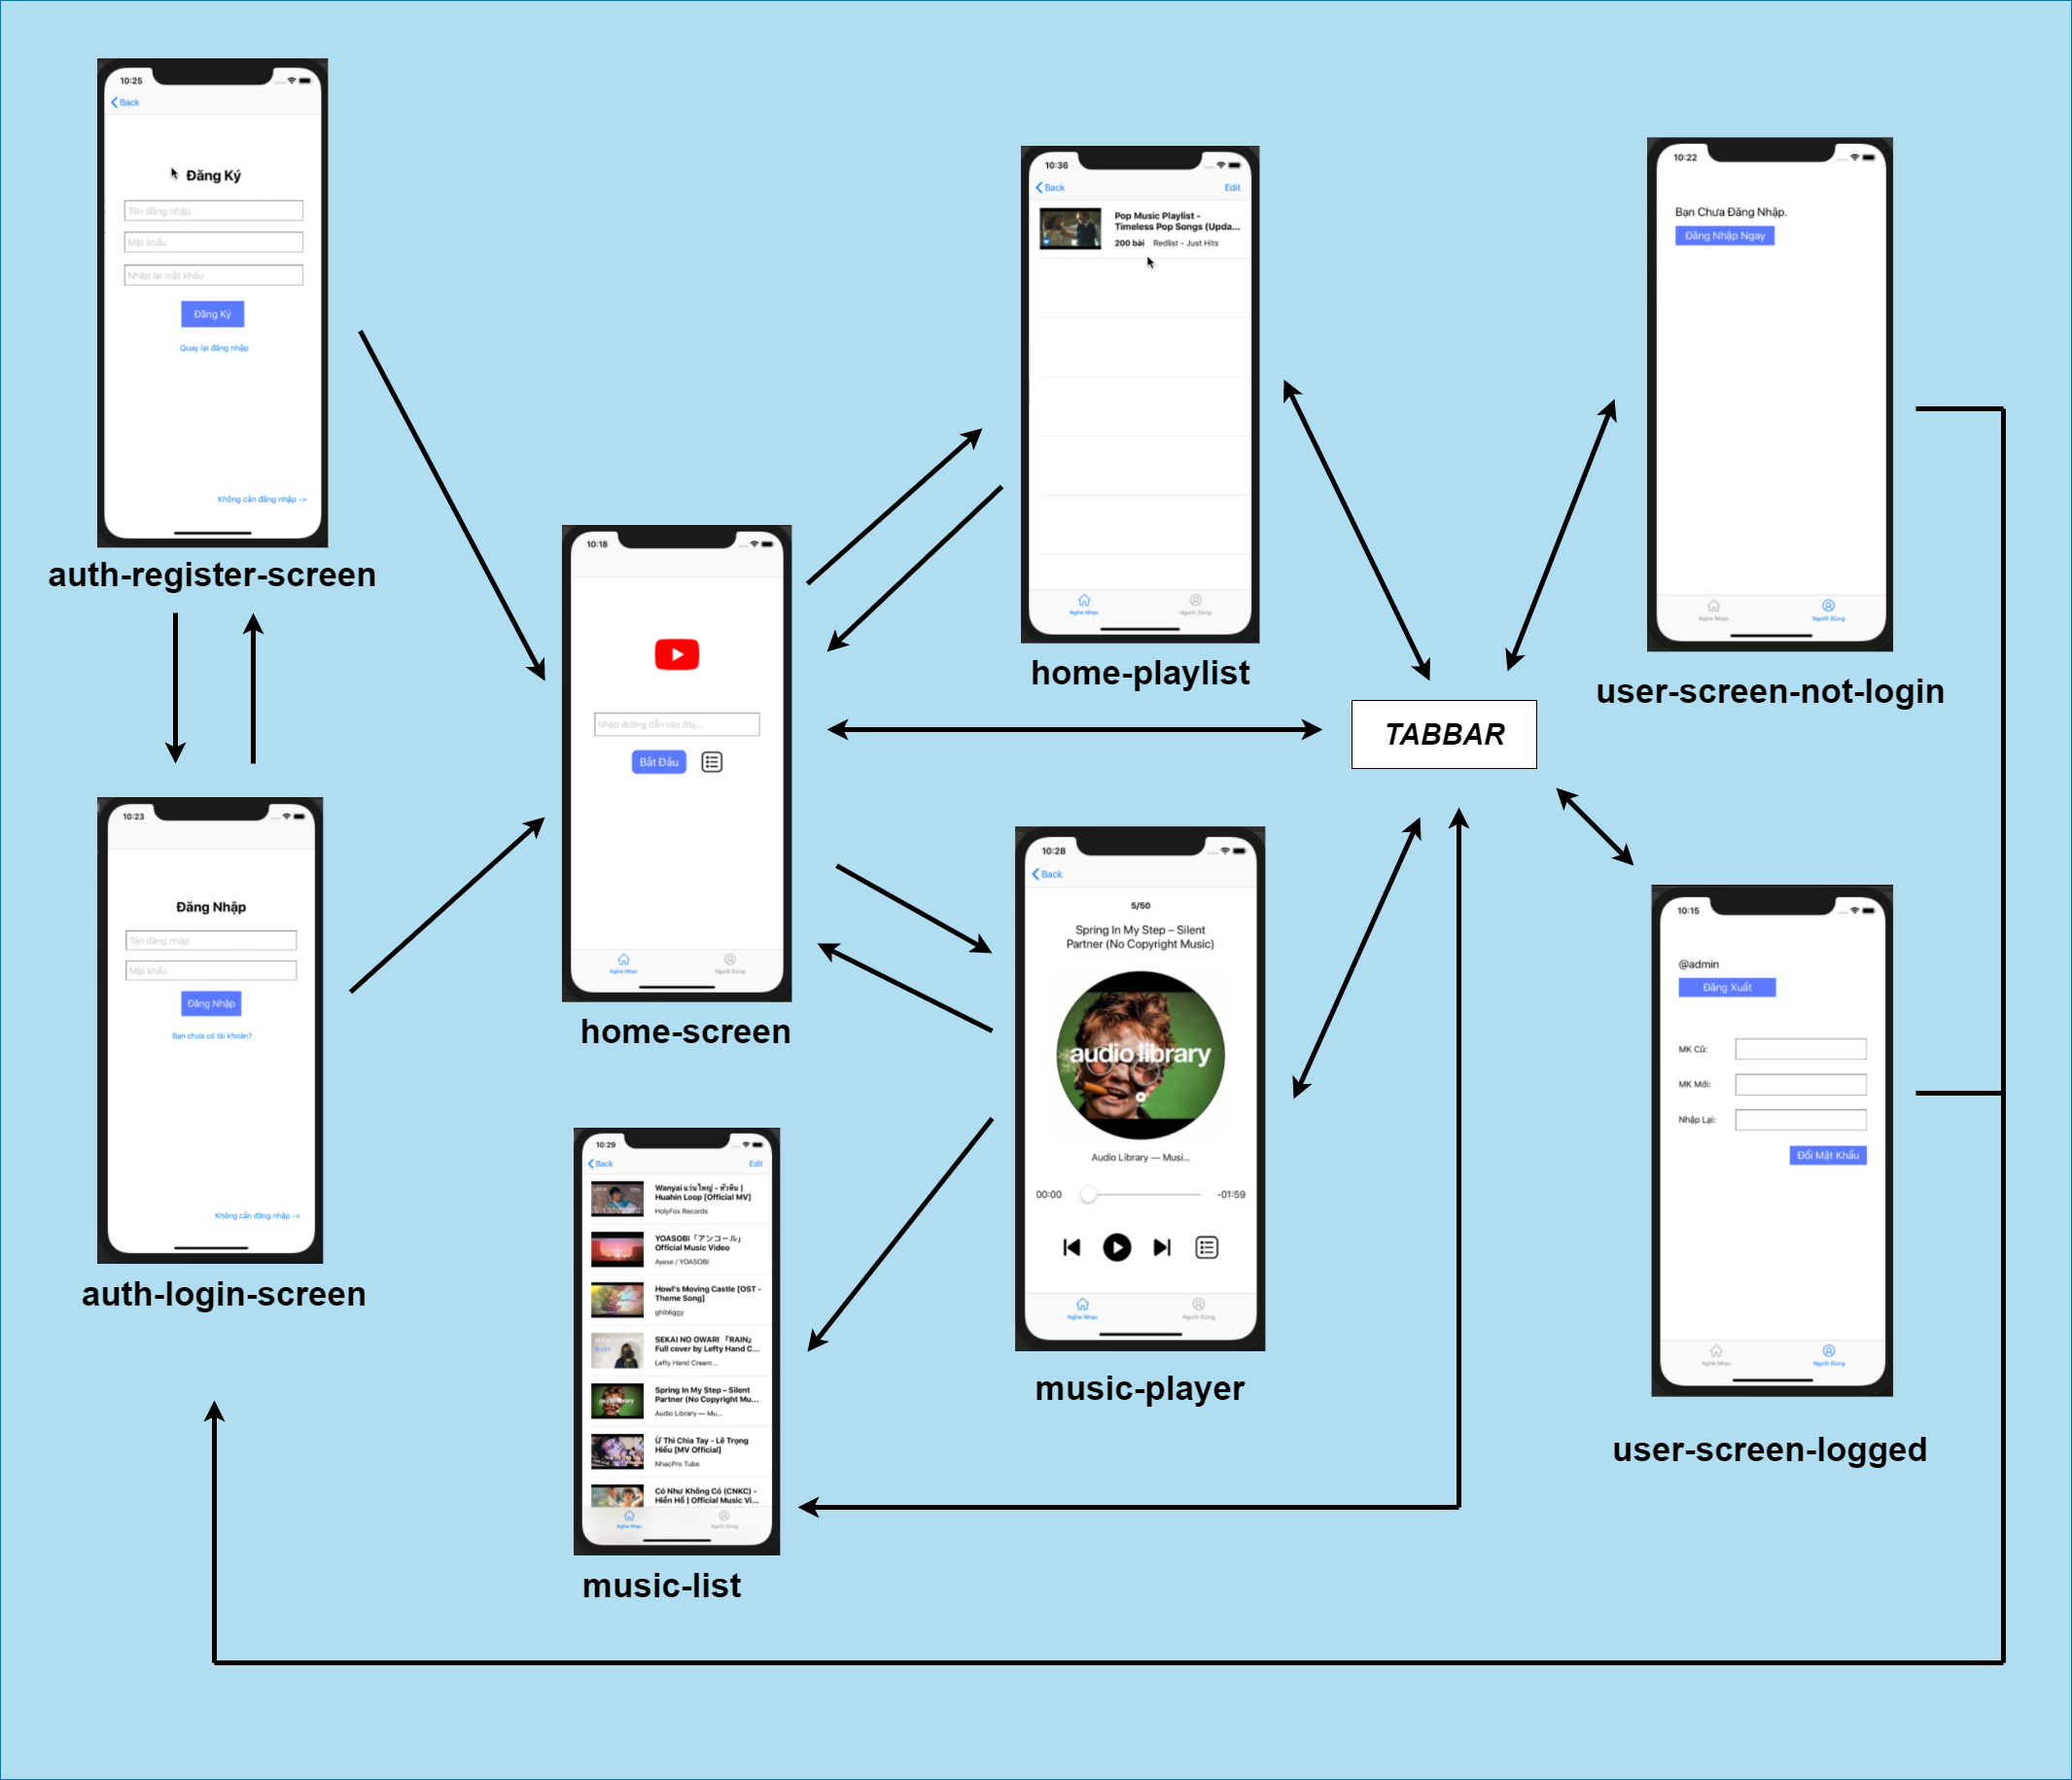 10:25
Back
Đăng Ký
Tên đăng nhập
Mật khẩu
Nhập lại mật khẩu
Đăng Ký
Quay lại đăng nhập
Không cần đăng nhập ->
auth-register-screen
10:23
Đăng Nhập
Tên đăng nhập
Mật khẩu
Đăng Nhập
Bạn chưa có tài khoản?
Không cần đăng nhập ->
auth-login-screen
10:18
Nhập đường dẫn vào đây...
Bắt Đầu
Nghe Nhạc
Người Dùng
home-screen
10:29
Back
Edit
Wanyai แว่นใหญ่ - หัวหิน |
Huahin Loop [Official MV]
HolyFox Records
YOASOBI「アンコール」
Official Music Video
Ayase / YOASOBI
Howl's Moving Castle [OST -
Theme Song]
ghibliggy
SEKAI NO OWARI 『RAIN』
Full cover by Lefty Hand C...
Lefty Hand Cream...
Spring In My Step – Silent
Partner (No Copyright Mu...
Audio Library — Mu...
Ừ Thì Chia Tay - Lê Trọng
Hiếu [MV Official]
NhacPro Tube
Có Như Không Có (CNKC) -
Hiền Hồ | Official Music Vi...
Nghe Nhạc
Người Dùng
music-list
10:36
Back
Edit
Pop Music Playlist -
Timeless Pop Songs (Upda...
200 bài Redlist - Just Hits
Nghe Nhạc
Người Dùng
home-playlist
10:28
Back
5/50
Spring In My Step – Silent
Partner (No Copyright Music)
audio library
Audio Library — Musi...
00:00
-01:59
Nghe Nhạc
Người Dùng
music-player
TABBAR
10:22
Bạn Chưa Đăng Nhập.
Đăng Nhập Ngay
Nghe Nhạc
Người Dùng
user-screen-not-login
10:15
@admin
Đăng Xuất
MK Cũ:
MK Mới:
Nhập Lại:
Đổi Mật Khẩu
Nghe Nhạc
Người Dùng
user-screen-logged